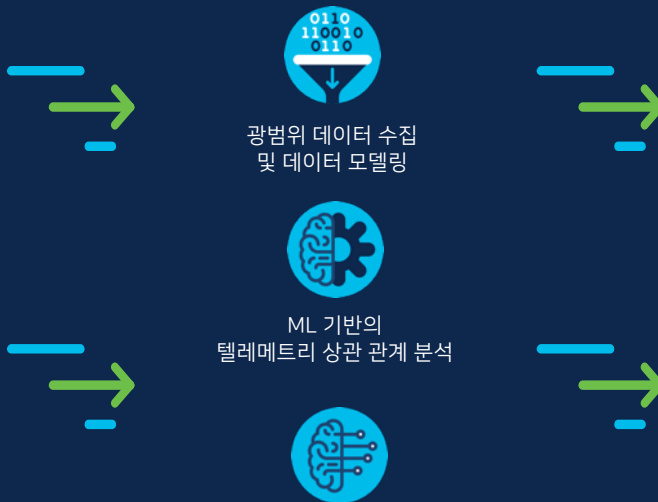 0110
110010
0110
광범위 데이터 수집
및 데이터 모델링
ML 기반의
텔레메트리 상관 관계 분석